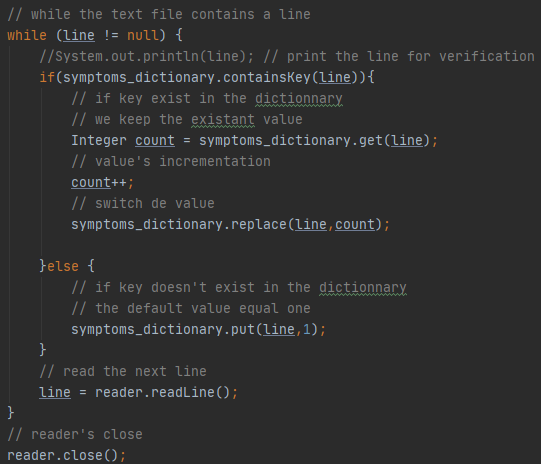 // while the text file contains a line
while (line != null) {
//System.out.println(line); // print the line for verification
if(symptoms_dictionary.containsKey(line)){
// if key exist in the dictionnary
// we keep the existant value
Integer count = symptoms_dictionary.get(line);
// value's incrementation
count++;
// switch de value
symptoms_dictionary.replace(line,count);
}else {
// if key doesn't exist in the dictionnary
// the default value equal one
symptoms_dictionary.put(line,1);
}
// read the next line
line = reader.readLine();
}
// reader's close
reader.close();